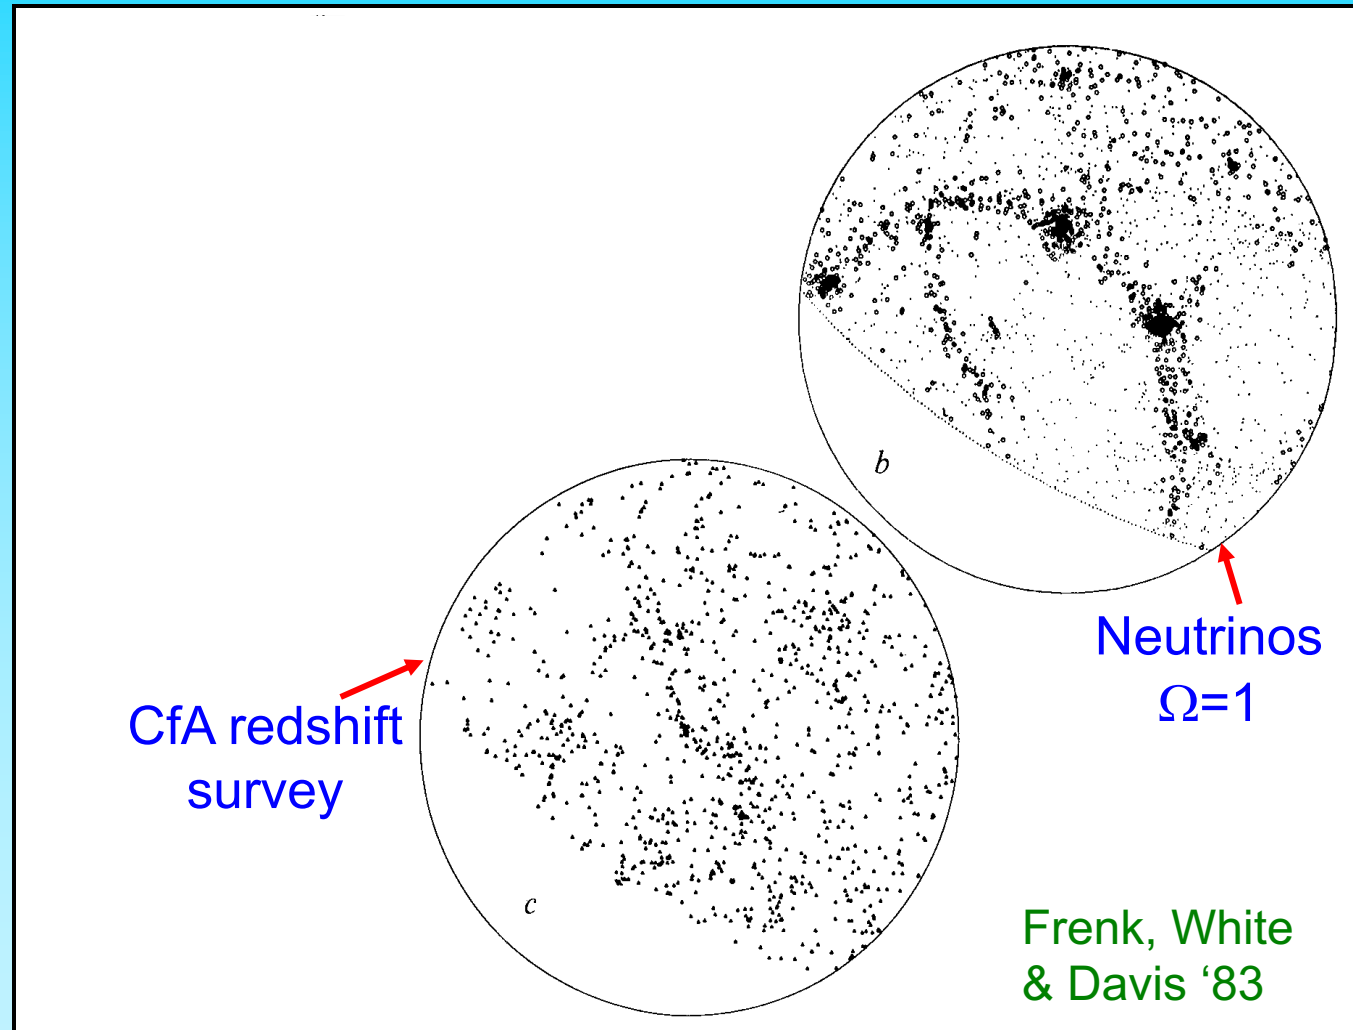 b
Neutrinos
Ω=1
CfA redshift
survey
c
Frenk, White
& Davis ‘83